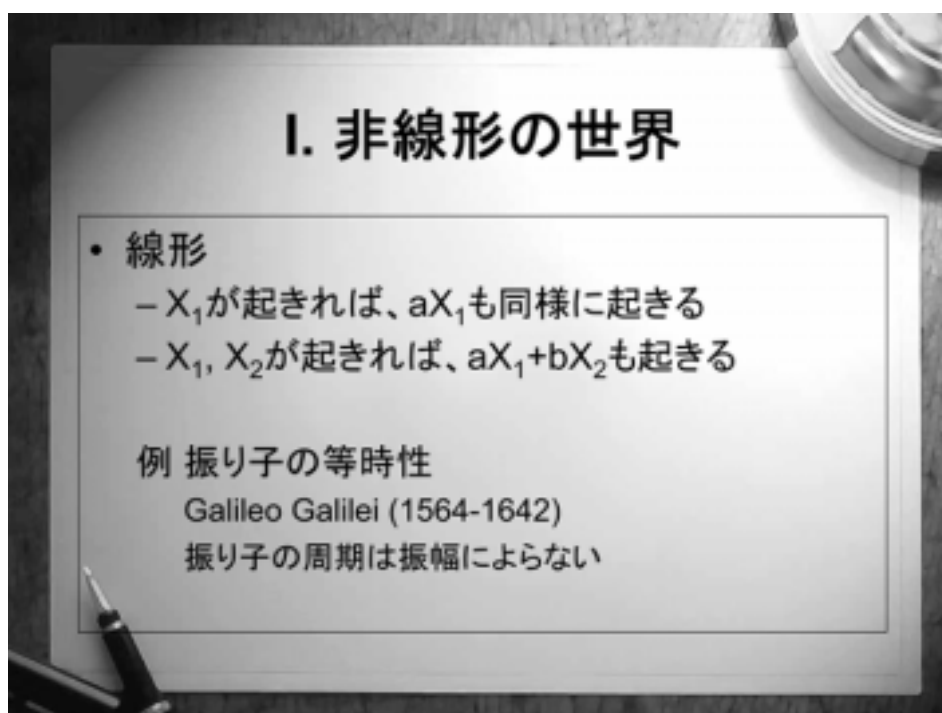 I. 非線形の世界
• 線形
– X₁が起きれば、aX₁も同様に起きる
– X₁, X₂が起きれば、aX₁+bX₂も起きる
例 振り子の等時性
Galileo Galilei (1564-1642)
振り子の周期は振幅によらない